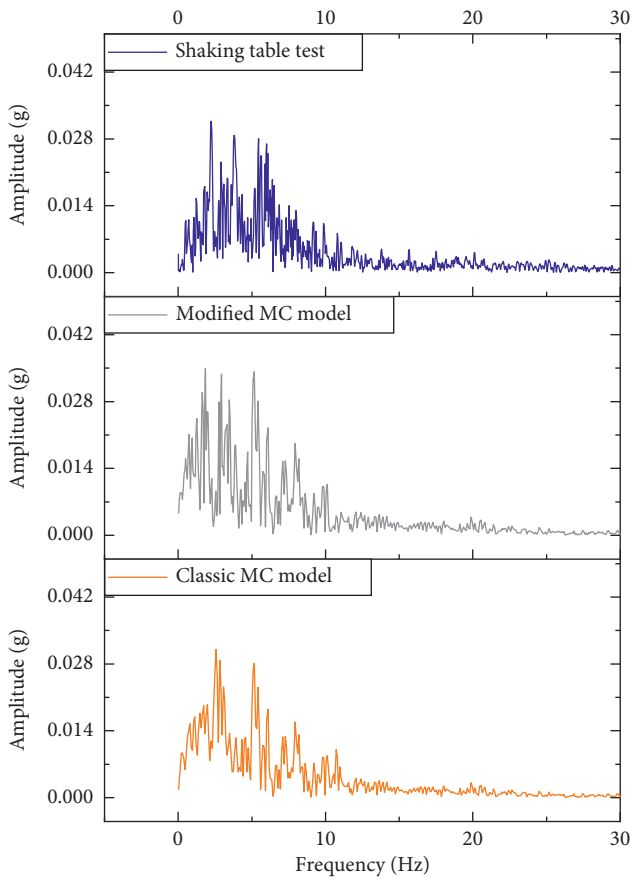 0 10 20 30
Shaking table test
0.042
0.028
0.014
0.000
Amplitude (g)
Modified MC model
0.042
0.028
0.014
0.000
Amplitude (g)
Classic MC model
0.042
0.028
0.014
0.000
Amplitude (g)
0 10 20 30
Frequency (Hz)